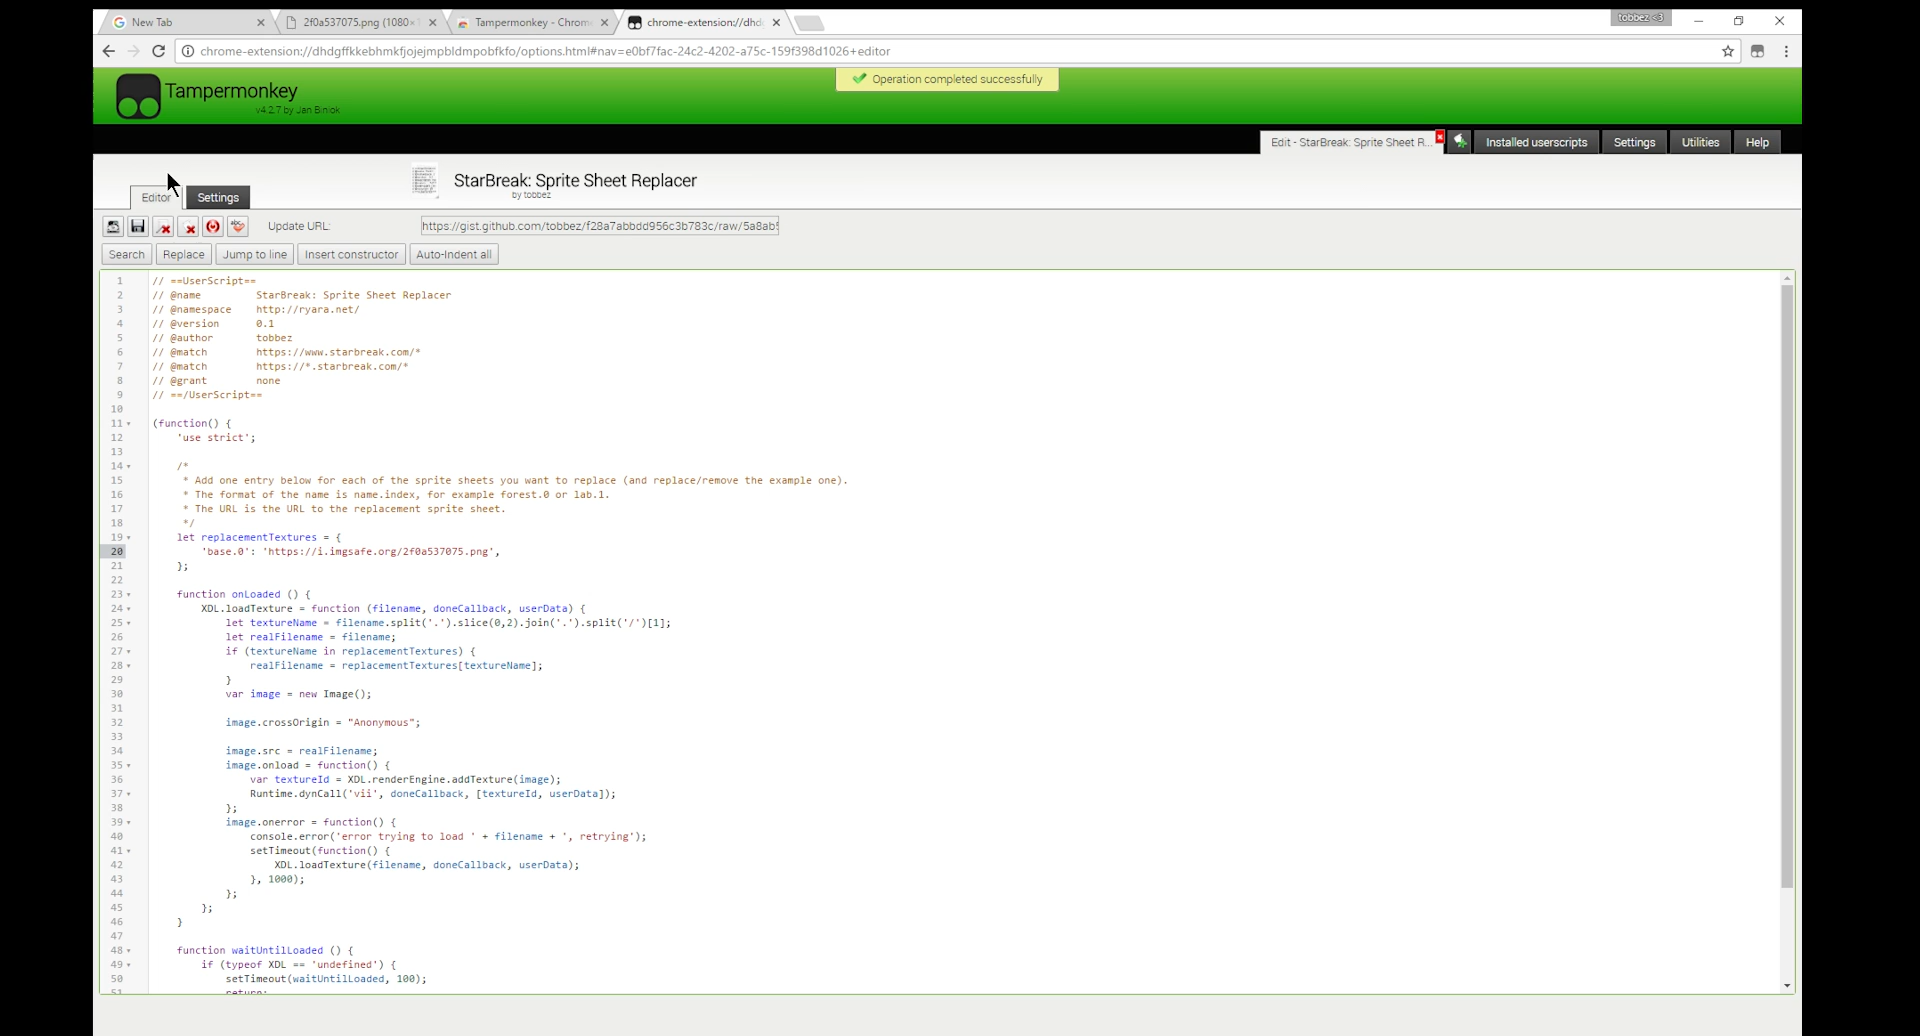 New Tab
2f0a537075.png (1080×
Tampermonkey - Chrom
chrome-extension://dhd
tobbez <3
chrome-extension://dhdgffkkebhmkfjojejmpbldmpobfkfo/options.html#nav=e0bf7fac-24c2-4202-a75c-159f398d1026+editor
Operation completed successfully
Tampermonkey
v4.2.7 by Jan Biniok
Edit - StarBreak: Sprite Sheet R...
Installed userscripts
Settings
Utilities
Help
StarBreak: Sprite Sheet Replacer
by tobbez
Editor
Settings
Update URL:
https://gist.github.com/tobbez/f28a7abbdd956c3b783c/raw/5a8ab5
Search
Replace
Jump to line
Insert constructor
Auto-Indent all
1 // ==UserScript==
2 // @name StarBreak: Sprite Sheet Replacer
3 // @namespace http://ryara.net/
4 // @version 0.1
5 // @author tobbez
6 // @match https://www.starbreak.com/*
7 // @match https://*.starbreak.com/*
8 // @grant none
9 // ==/UserScript==
10
11 (function() {
12 'use strict';
13
14 /*
15 * Add one entry below for each of the sprite sheets you want to replace (and replace/remove the example one).
16 * The format of the name is name.index, for example forest.0 or lab.1.
17 * The URL is the URL to the replacement sprite sheet.
18 */
19 let replacementTextures = {
20 'base.0': 'https://i.imgsafe.org/2f0a537075.png',
21 };
22
23 function onLoaded () {
24 XDL.loadTexture = function (filename, doneCallback, userData) {
25 let textureName = filename.split('.').slice(0,2).join('.').split('/')[1];
26 let realFilename = filename;
27 if (textureName in replacementTextures) {
28 realFilename = replacementTextures[textureName];
29 }
30 var image = new Image();
31
32 image.crossOrigin = "Anonymous";
33
34 image.src = realFilename;
35 image.onload = function() {
36 var textureId = XDL.renderEngine.addTexture(image);
37 Runtime.dynCall('vii', doneCallback, [textureId, userData]);
38 };
39 image.onerror = function() {
40 console.error('error trying to load ' + filename + ', retrying');
41 setTimeout(function() {
42 XDL.loadTexture(filename, doneCallback, userData);
43 }, 1000);
44 };
45 };
46 }
47
48 function waitUntilLoaded () {
49 if (typeof XDL == 'undefined') {
50 setTimeout(waitUntilLoaded, 100);
51 return;